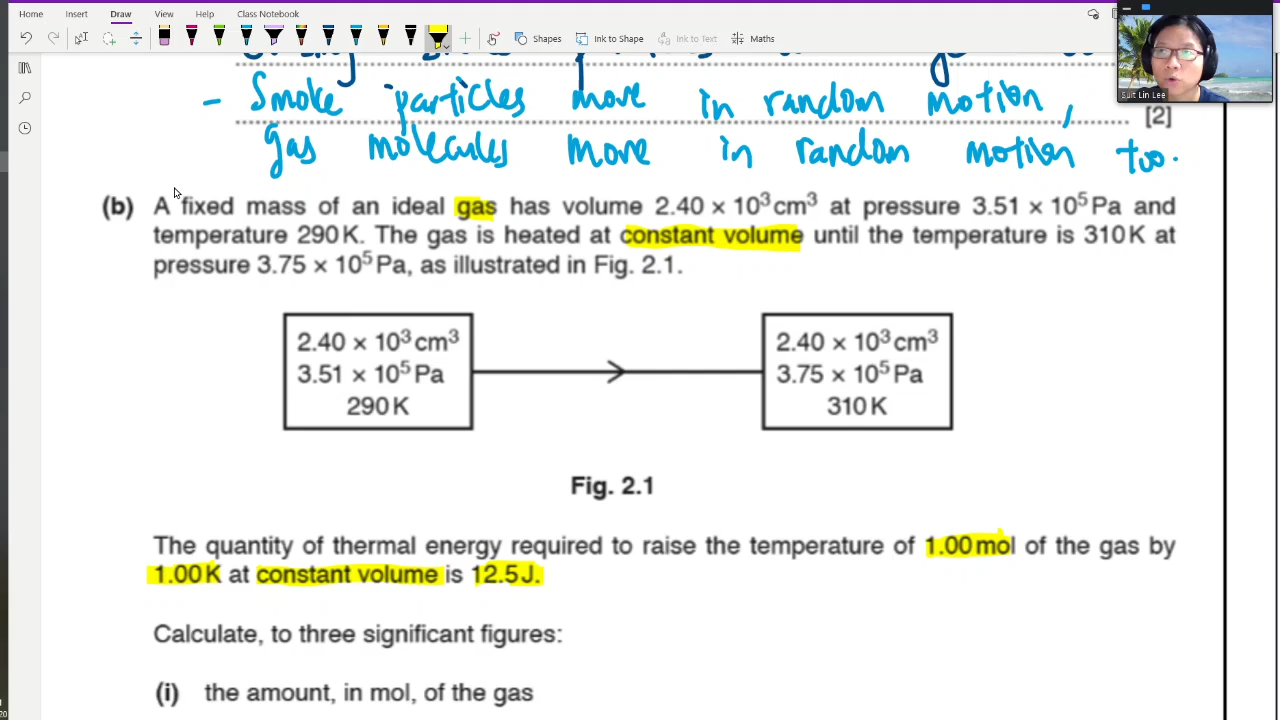 Home Insert Draw View Help Class Notebook
Shapes Ink to Shape Ink to Text Maths
Suit Lin Lee
- Smoke particles move in random motion,
[2]
gas molecules move in random motion too.
(b) A fixed mass of an ideal gas has volume 2.40 × 10³ cm³ at pressure 3.51 × 10⁵ Pa and
temperature 290 K. The gas is heated at constant volume until the temperature is 310 K at
pressure 3.75 × 10⁵ Pa, as illustrated in Fig. 2.1.
2.40 × 10³ cm³ 2.40 × 10³ cm³
3.51 × 10⁵ Pa 3.75 × 10⁵ Pa
290 K 310 K
Fig. 2.1
The quantity of thermal energy required to raise the temperature of 1.00 mol of the gas by
1.00 K at constant volume is 12.5 J.
Calculate, to three significant figures:
(i) the amount, in mol, of the gas